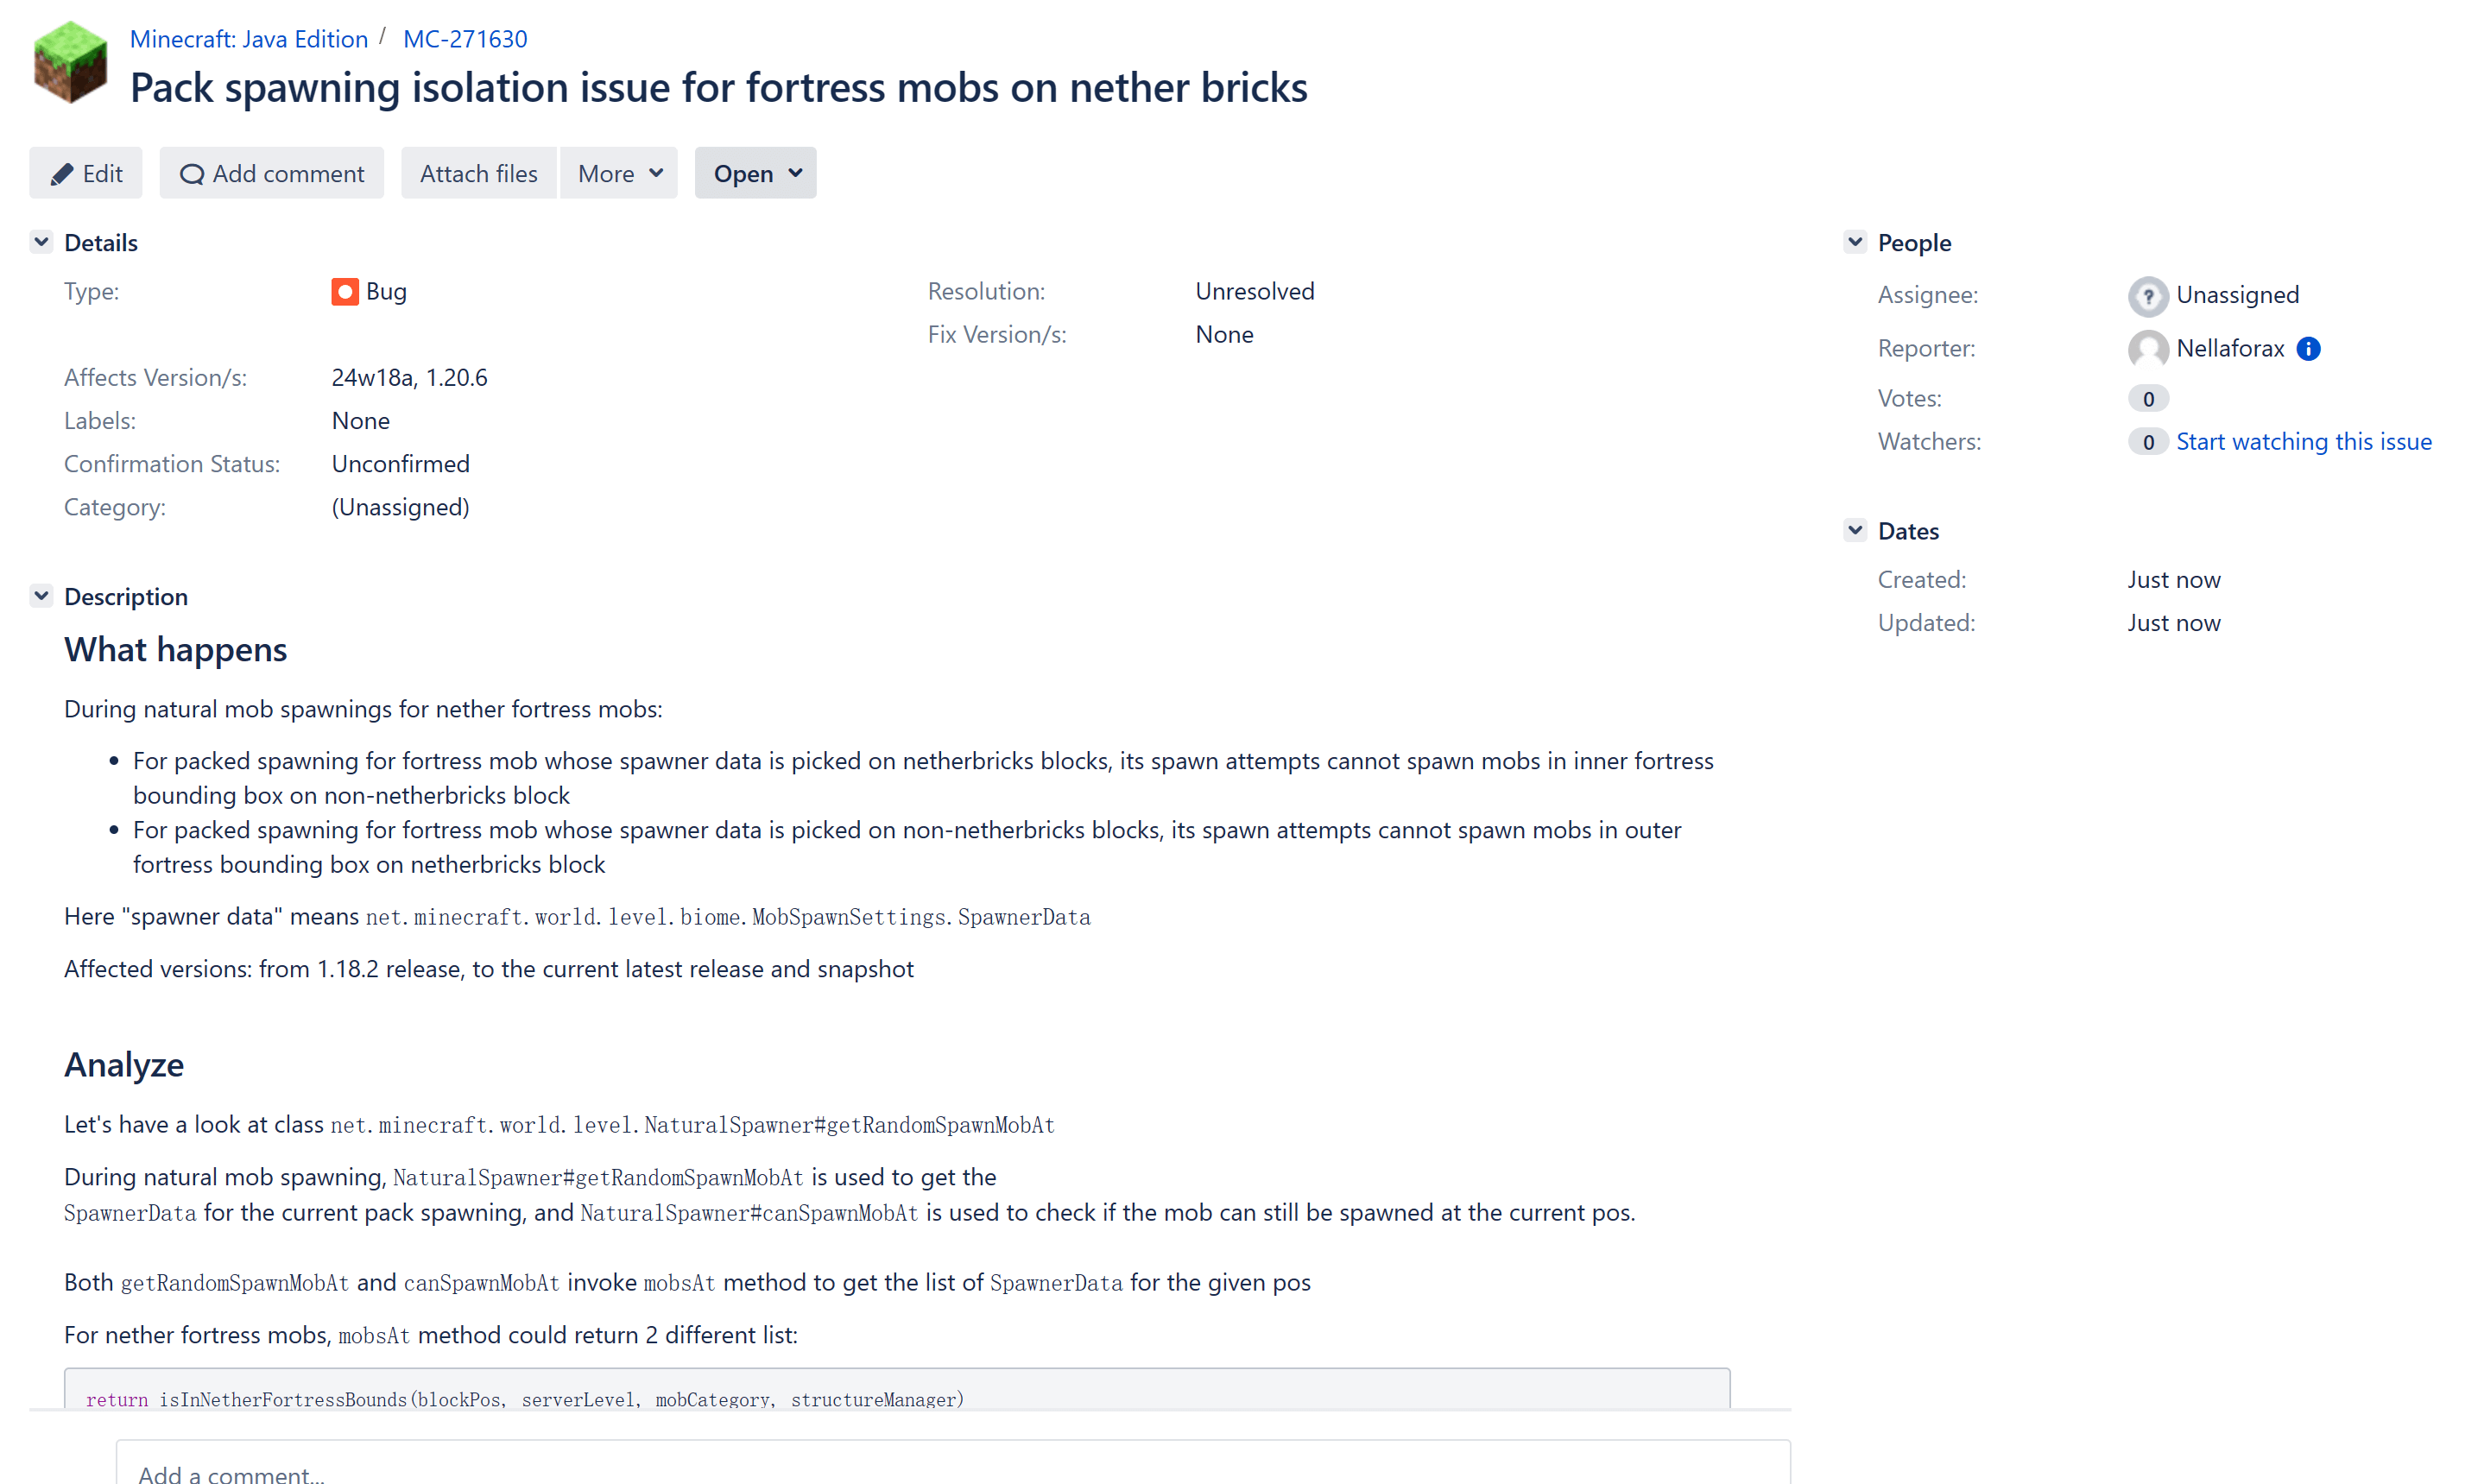 Minecraft: Java Edition / MC-271630
Pack spawning isolation issue for fortress mobs on nether bricks
Edit Add comment Attach files More Open
Details
Type: Bug Resolution: Unresolved
Fix Version/s: None
Affects Version/s: 24w18a, 1.20.6
Labels: None
Confirmation Status: Unconfirmed
Category: (Unassigned)
People
Assignee: ? Unassigned
Reporter: Nellaforax i
Votes: 0
Watchers: 0 Start watching this issue
Dates
Created: Just now
Updated: Just now
Description
What happens
During natural mob spawnings for nether fortress mobs:
• For packed spawning for fortress mob whose spawner data is picked on netherbricks blocks, its spawn attempts cannot spawn mobs in inner fortress
bounding box on non-netherbricks block
• For packed spawning for fortress mob whose spawner data is picked on non-netherbricks blocks, its spawn attempts cannot spawn mobs in outer
fortress bounding box on netherbricks block
Here "spawner data" means net.minecraft.world.level.biome.MobSpawnSettings.SpawnerData
Affected versions: from 1.18.2 release, to the current latest release and snapshot
Analyze
Let's have a look at class net.minecraft.world.level.NaturalSpawner#getRandomSpawnMobAt
During natural mob spawning, NaturalSpawner#getRandomSpawnMobAt is used to get the
SpawnerData for the current pack spawning, and NaturalSpawner#canSpawnMobAt is used to check if the mob can still be spawned at the current pos.
Both getRandomSpawnMobAt and canSpawnMobAt invoke mobsAt method to get the list of SpawnerData for the given pos
For nether fortress mobs, mobsAt method could return 2 different list:
return isInNetherFortressBounds(blockPos, serverLevel, mobCategory, structureManager)
Add a comment...